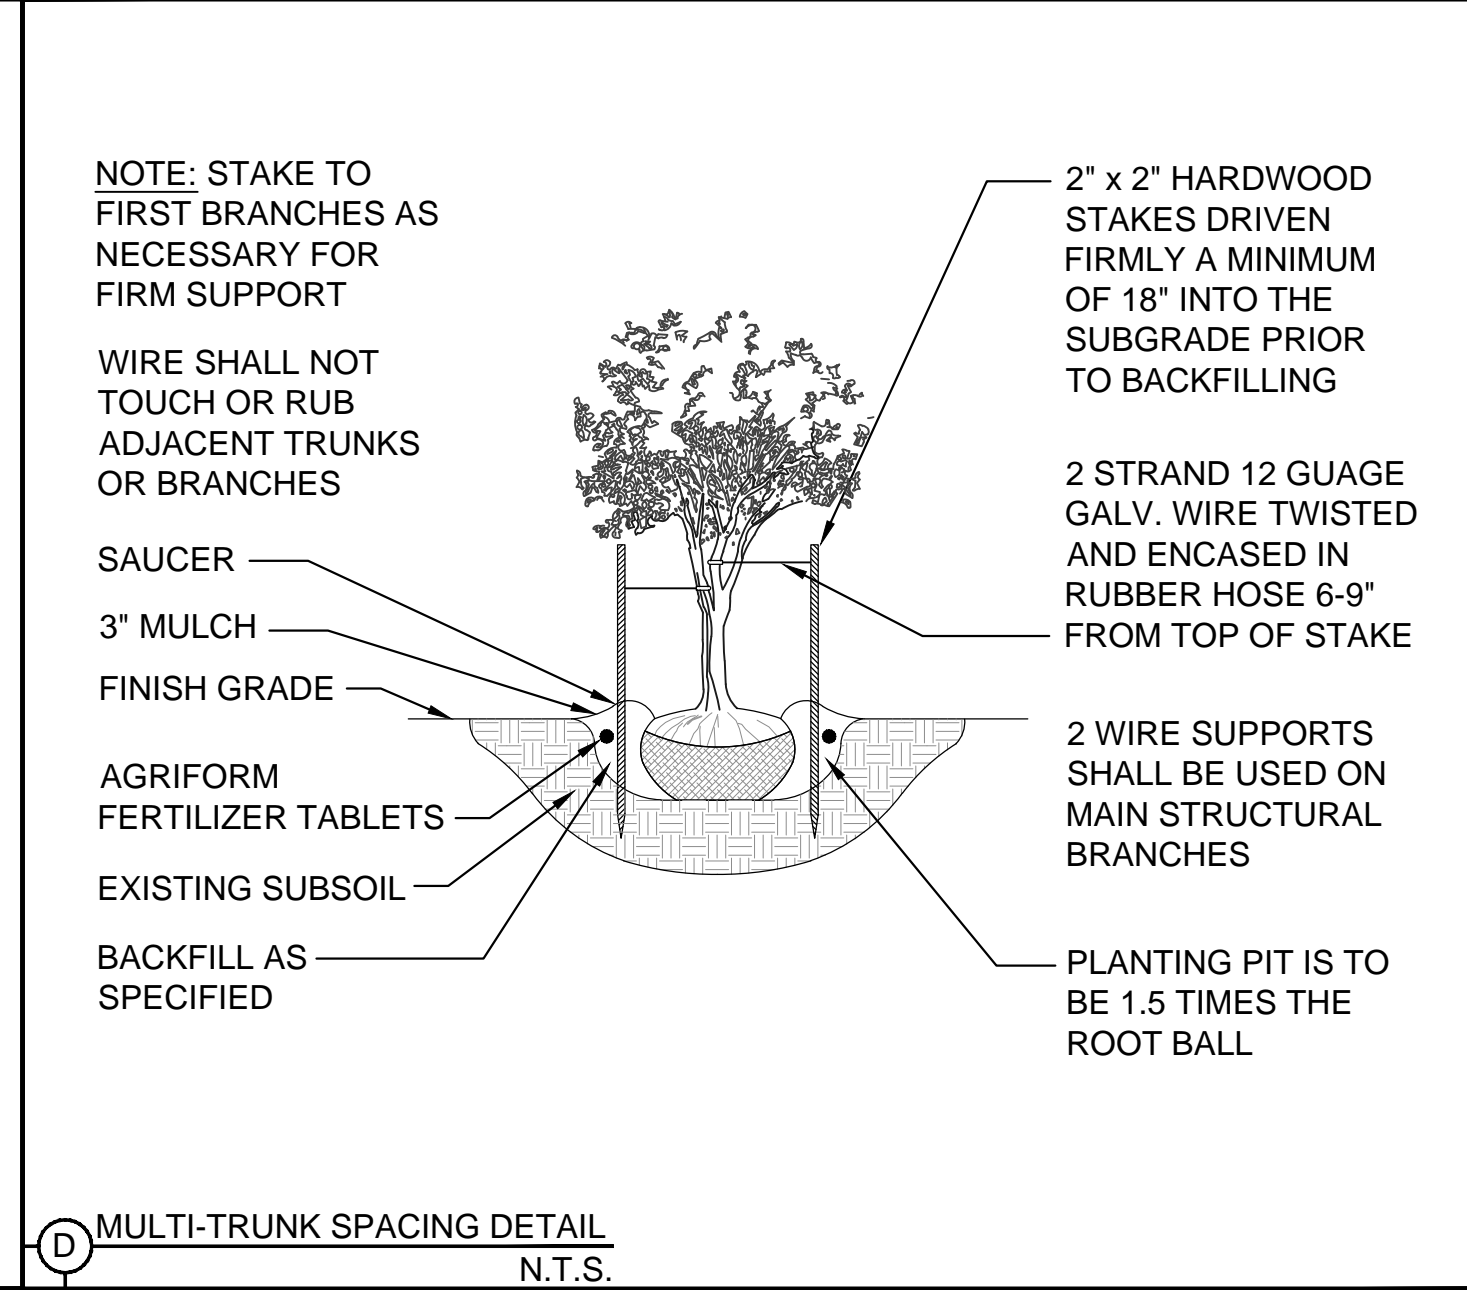 NOTE: STAKE TO
FIRST BRANCHES AS
NECESSARY FOR
FIRM SUPPORT
WIRE SHALL NOT
TOUCH OR RUB
ADJACENT TRUNKS
OR BRANCHES
SAUCER
3" MULCH
FINISH GRADE
AGRIFORM
FERTILIZER TABLETS
EXISTING SUBSOIL
BACKFILL AS
SPECIFIED
2" x 2" HARDWOOD
STAKES DRIVEN
FIRMLY A MINIMUM
OF 18" INTO THE
SUBGRADE PRIOR
TO BACKFILLING
2 STRAND 12 GUAGE
GALV. WIRE TWISTED
AND ENCASED IN
RUBBER HOSE 6-9"
FROM TOP OF STAKE
2 WIRE SUPPORTS
SHALL BE USED ON
MAIN STRUCTURAL
BRANCHES
PLANTING PIT IS TO
BE 1.5 TIMES THE
ROOT BALL
D
MULTI-TRUNK SPACING DETAIL
N.T.S.